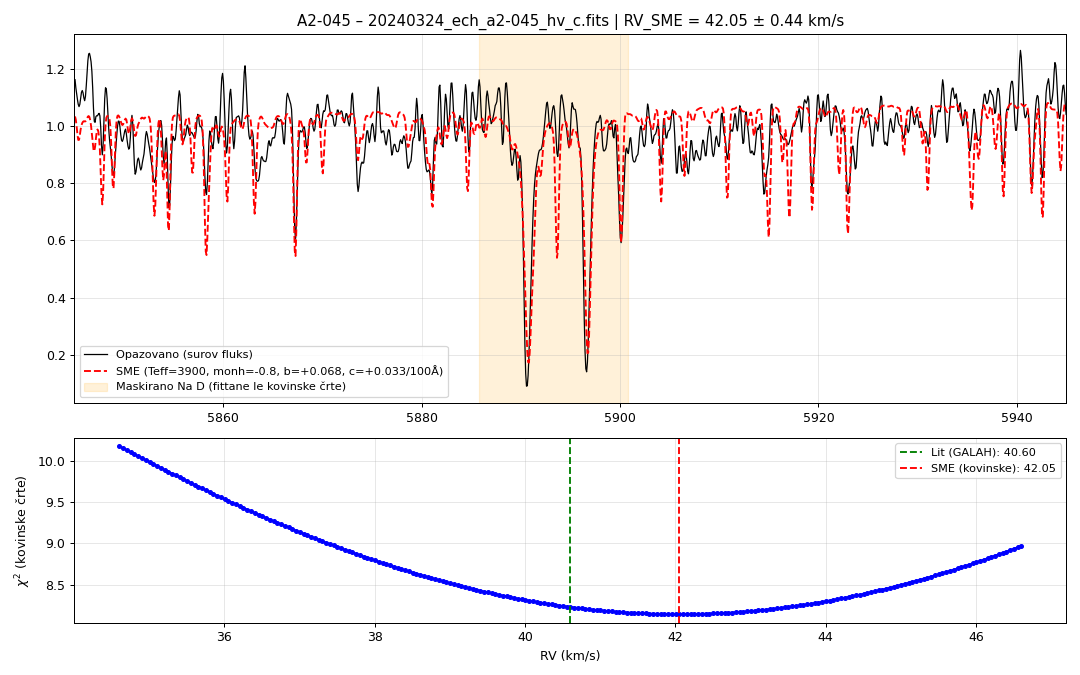 A2-045 – 20240324_ech_a2-045_hv_c.fits | RV_SME = 42.05 ± 0.44 km/s
1.2
1.0
0.8
0.6
0.4
0.2
Opazovano (surov fluks)
SME (Teff=3900, monh=-0.8, b=+0.068, c=+0.033/100Å)
Maskirano Na D (fittane le kovinske črte)
5860 5880 5900 5920 5940
10.0
9.5
9.0
8.5
χ² (kovinske črte)
Lit (GALAH): 40.60
SME (kovinske): 42.05
36 38 40 42 44 46
RV (km/s)